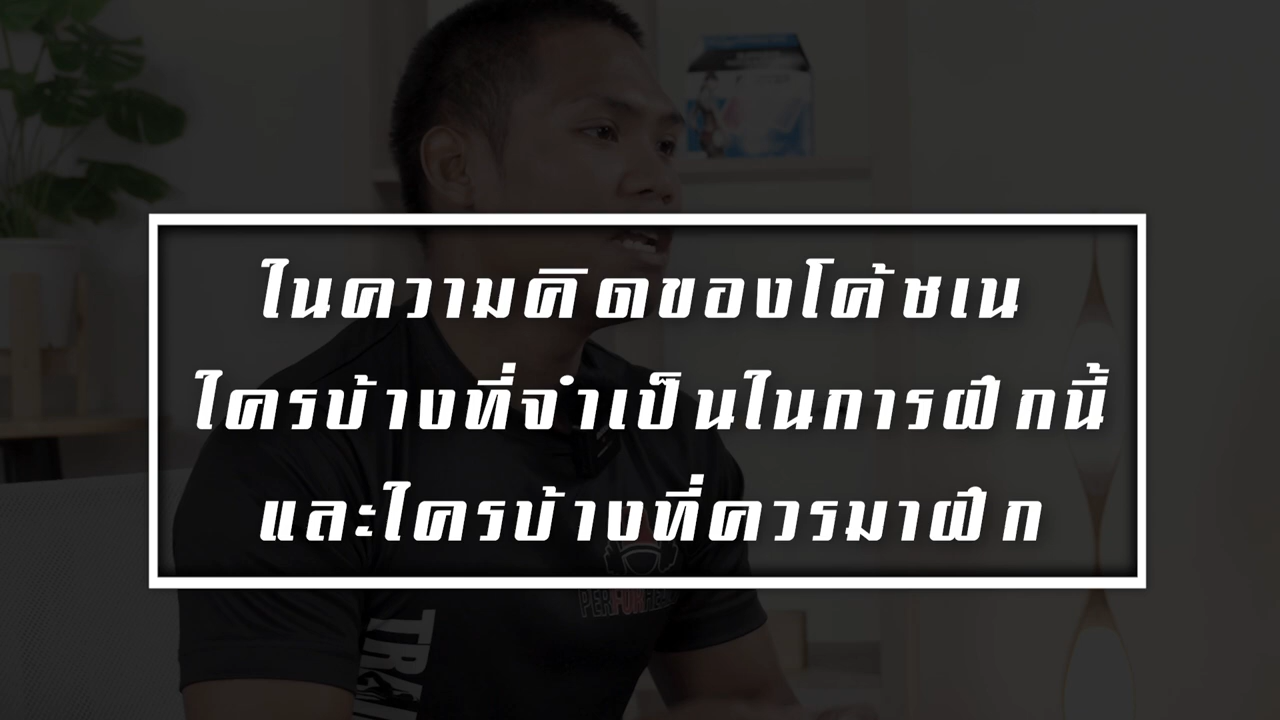 ในความคิดของโค้ชเน
ใครบ้างที่จำเป็นในการฝึกนี้
และใครบ้างที่ควรมาฝึก